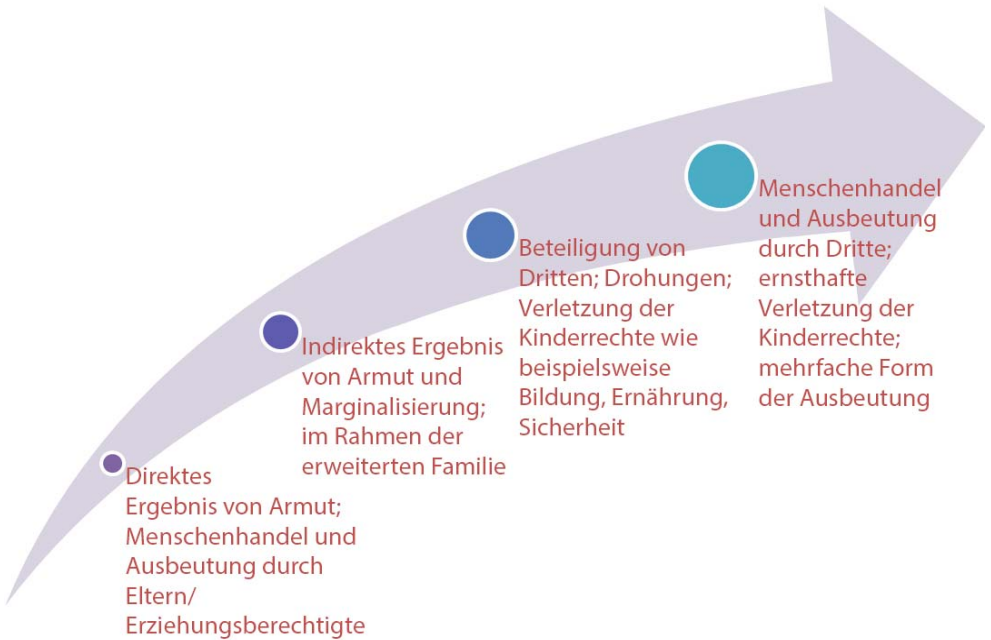 Direktes
Ergebnis von Armut;
Menschenhandel und
Ausbeutung durch
Eltern/
Erziehungsberechtigte
Indirektes Ergebnis
von Armut und
Marginalisierung;
im Rahmen der
erweiterten Familie
Beteiligung von
Dritten; Drohungen;
Verletzung der
Kinderrechte wie
beispielsweise
Bildung, Ernährung,
Sicherheit
Menschenhandel
und Ausbeutung
durch Dritte;
ernsthafte
Verletzung der
Kinderrechte;
mehrfache Form
der Ausbeutung